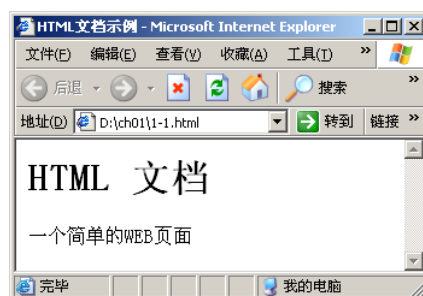 HTML文档示例 - Microsoft Internet Explorer
文件(F) 编辑(E) 查看(V) 收藏(A) 工具(T) »
后退 搜索 »
地址(D) D:\ch01\1-1.html 转到 链接 »
HTML 文档
一个简单的WEB页面
完毕 我的电脑